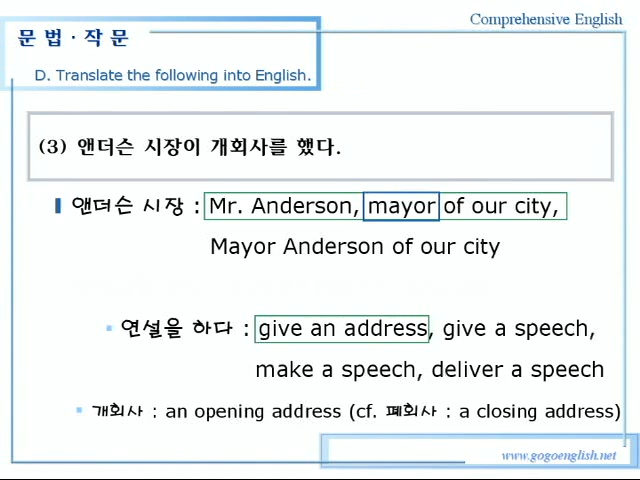 Comprehensive English
문 법 · 작 문
D. Translate the following into English.
(3) 앤더슨 시장이 개회사를 했다.
앤더슨 시장 : Mr. Anderson, mayor of our city,
Mayor Anderson of our city
연설을 하다 : give an address, give a speech,
make a speech, deliver a speech
개회사 : an opening address (cf. 폐회사 : a closing address)
www.gogoenglish.net